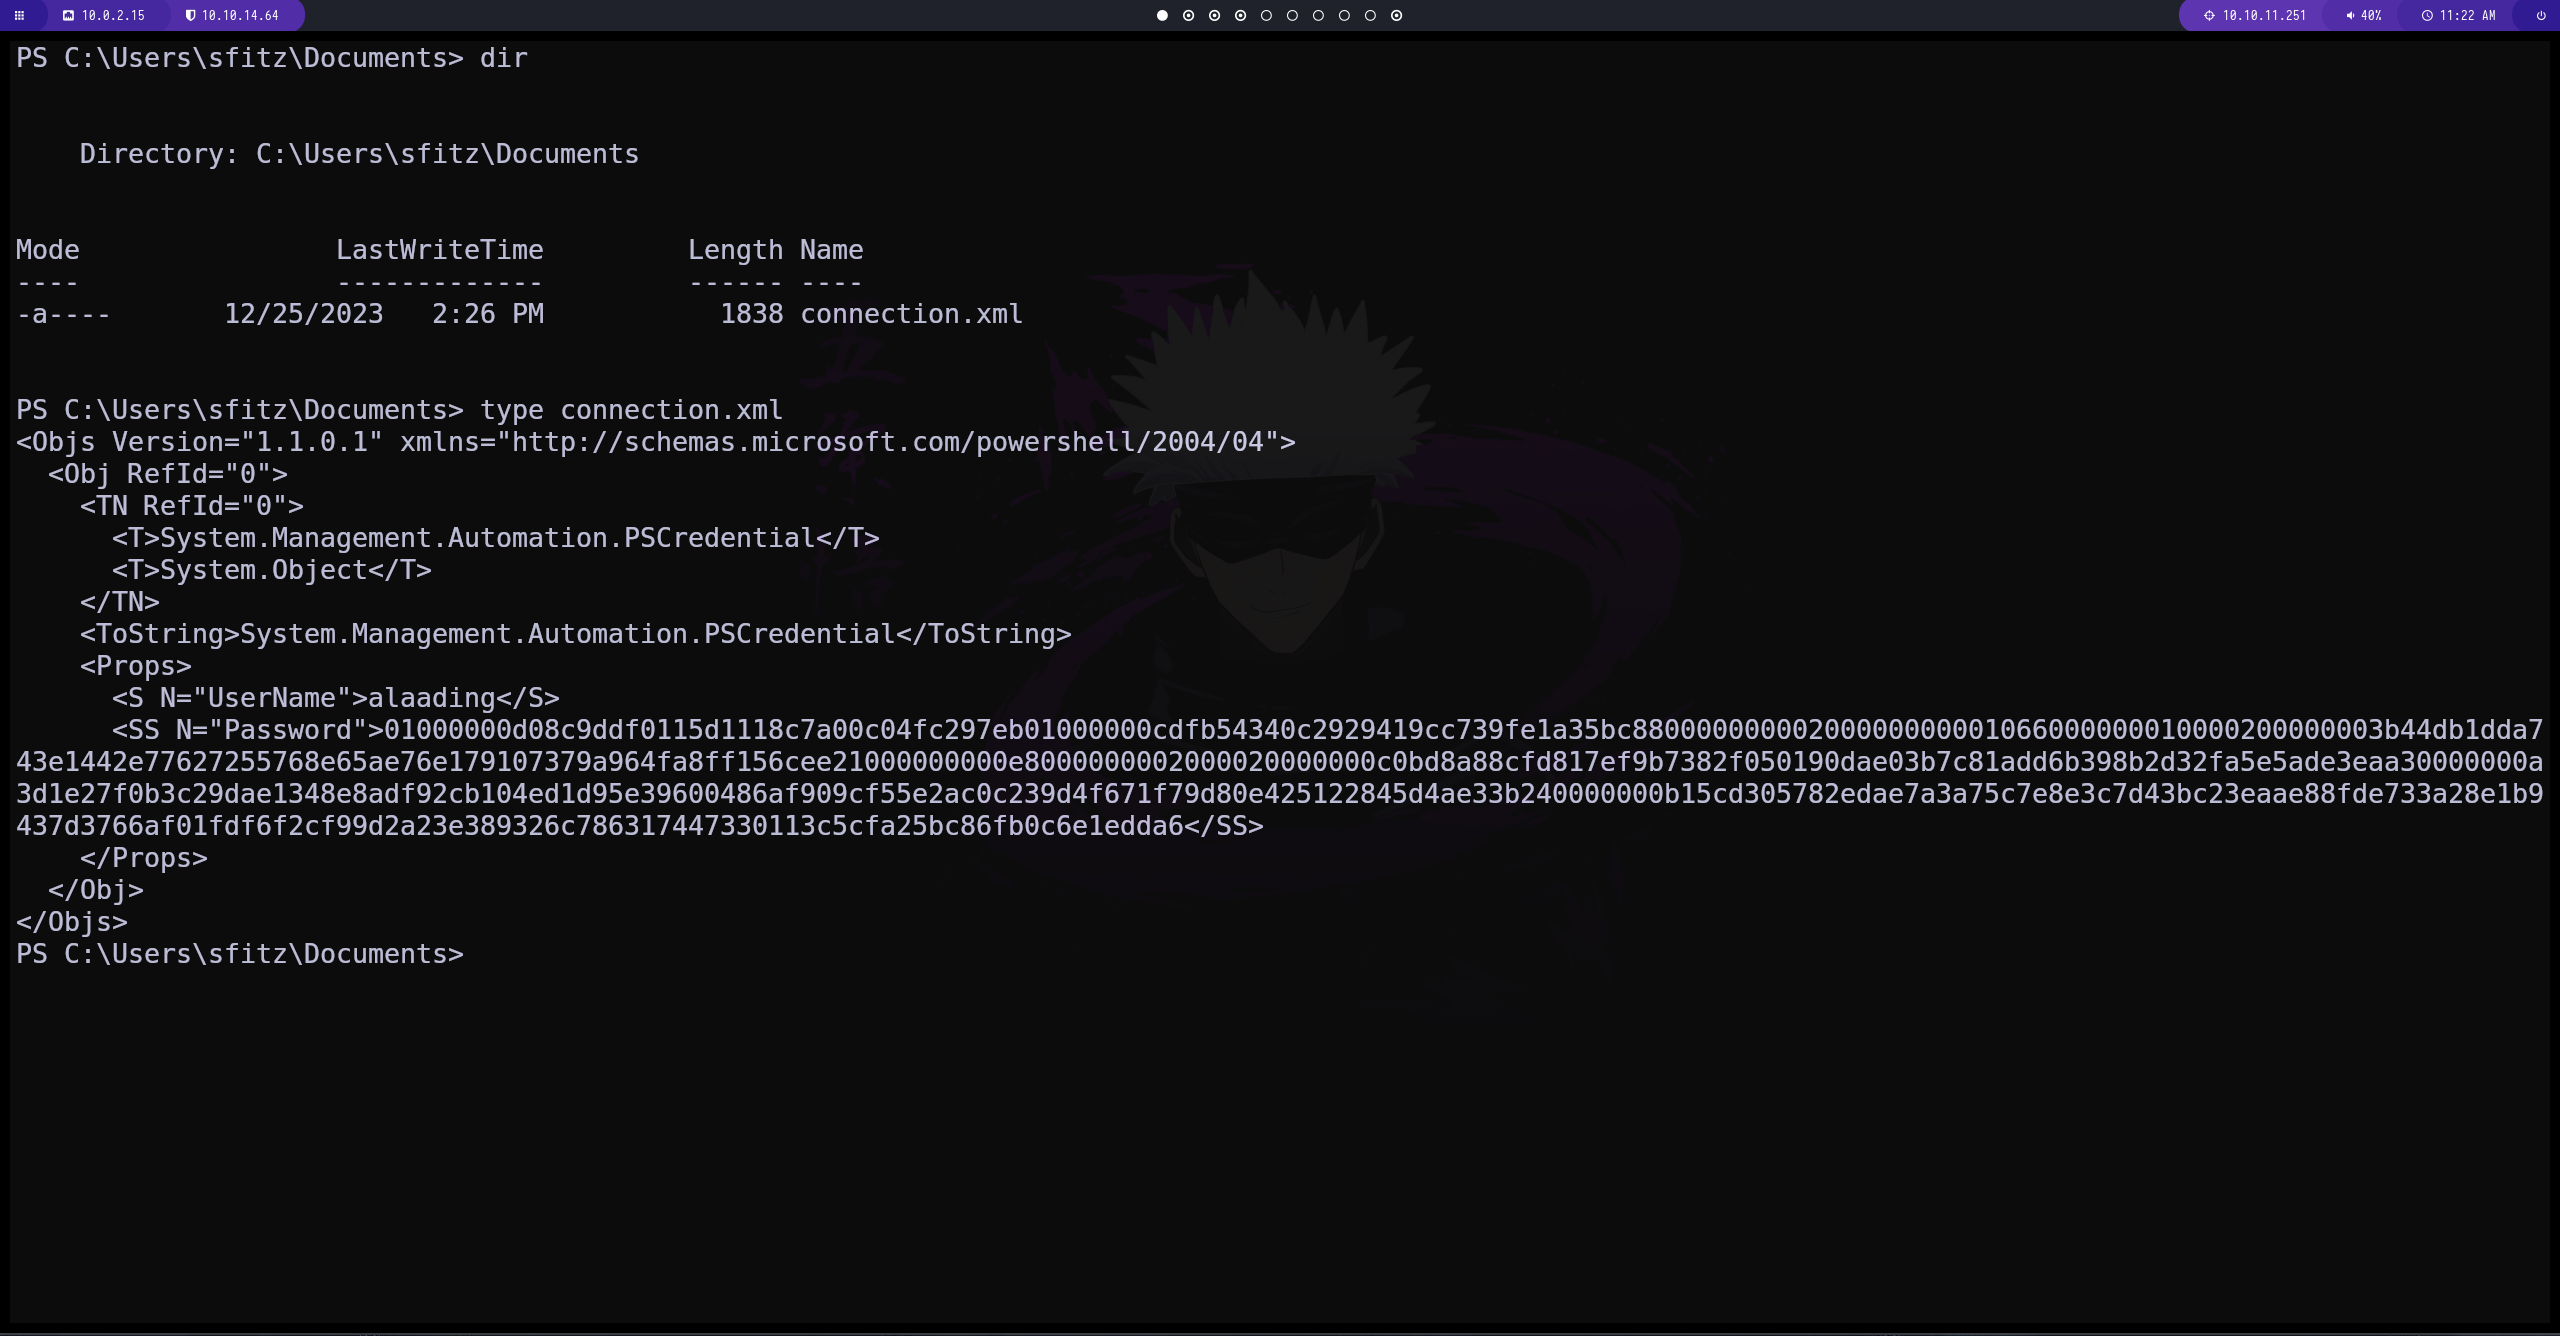 10.0.2.15 10.10.14.64 10.10.11.251 40% 11:22 AM
PS C:\Users\sfitz\Documents> dir
Directory: C:\Users\sfitz\Documents
Mode LastWriteTime Length Name
---- ------------- ------ ----
-a---- 12/25/2023 2:26 PM 1838 connection.xml
PS C:\Users\sfitz\Documents> type connection.xml
<Objs Version="1.1.0.1" xmlns="http://schemas.microsoft.com/powershell/2004/04">
<Obj RefId="0">
<TN RefId="0">
<T>System.Management.Automation.PSCredential</T>
<T>System.Object</T>
</TN>
<ToString>System.Management.Automation.PSCredential</ToString>
<Props>
<S N="UserName">alaading</S>
<SS N="Password">01000000d08c9ddf0115d1118c7a00c04fc297eb01000000cdfb54340c2929419cc739fe1a35bc88000000000200000000001066000000010000200000003b44db1dda7
43e1442e77627255768e65ae76e179107379a964fa8ff156cee21000000000e8000000002000020000000c0bd8a88cfd817ef9b7382f050190dae03b7c81add6b398b2d32fa5e5ade3eaa30000000a
3d1e27f0b3c29dae1348e8adf92cb104ed1d95e39600486af909cf55e2ac0c239d4f671f79d80e425122845d4ae33b240000000b15cd305782edae7a3a75c7e8e3c7d43bc23eaae88fde733a28e1b9
437d3766af01fdf6f2cf99d2a23e389326c786317447330113c5cfa25bc86fb0c6e1edda6</SS>
</Props>
</Obj>
</Objs>
PS C:\Users\sfitz\Documents>